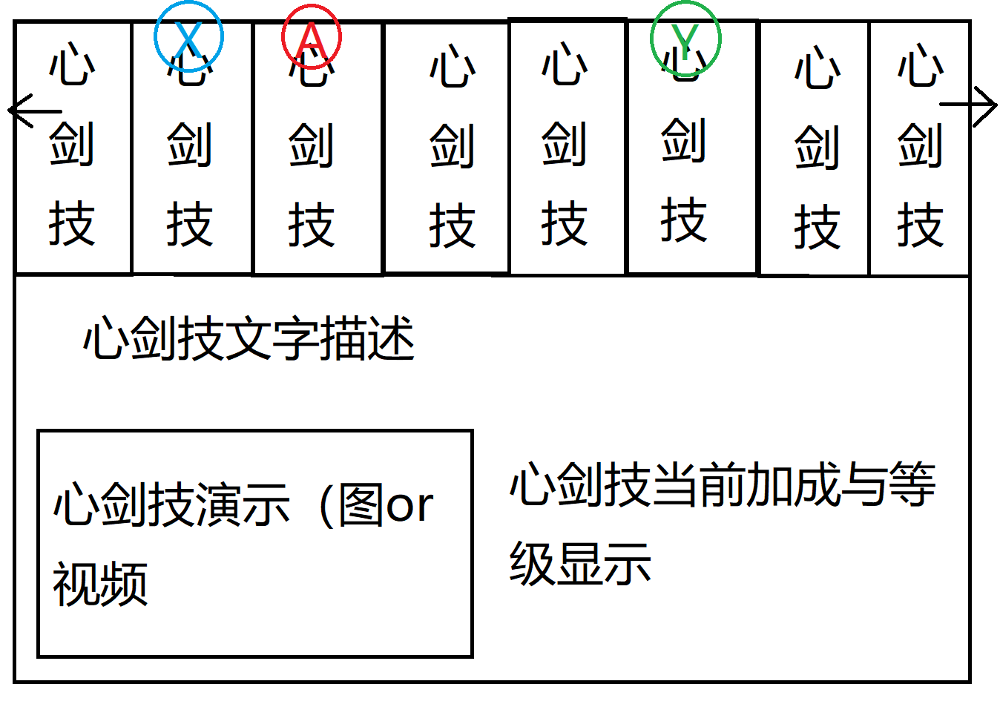 X A Y
心 心 心 心 心 心 心 心
剑 剑 剑 剑 剑 剑 剑 剑
技 技 技 技 技 技 技 技
心剑技文字描述
心剑技演示（图or
视频
心剑技当前加成与等
级显示